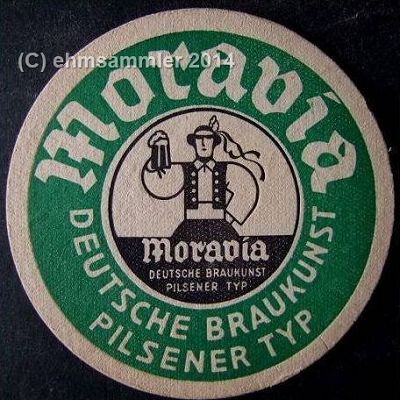 (C) ehmsammler 2014
Moravia
Moravia
DEUTSCHE BRAUKUNST
PILSENER TYP
DEUTSCHE BRAUKUNST
PILSENER TYP